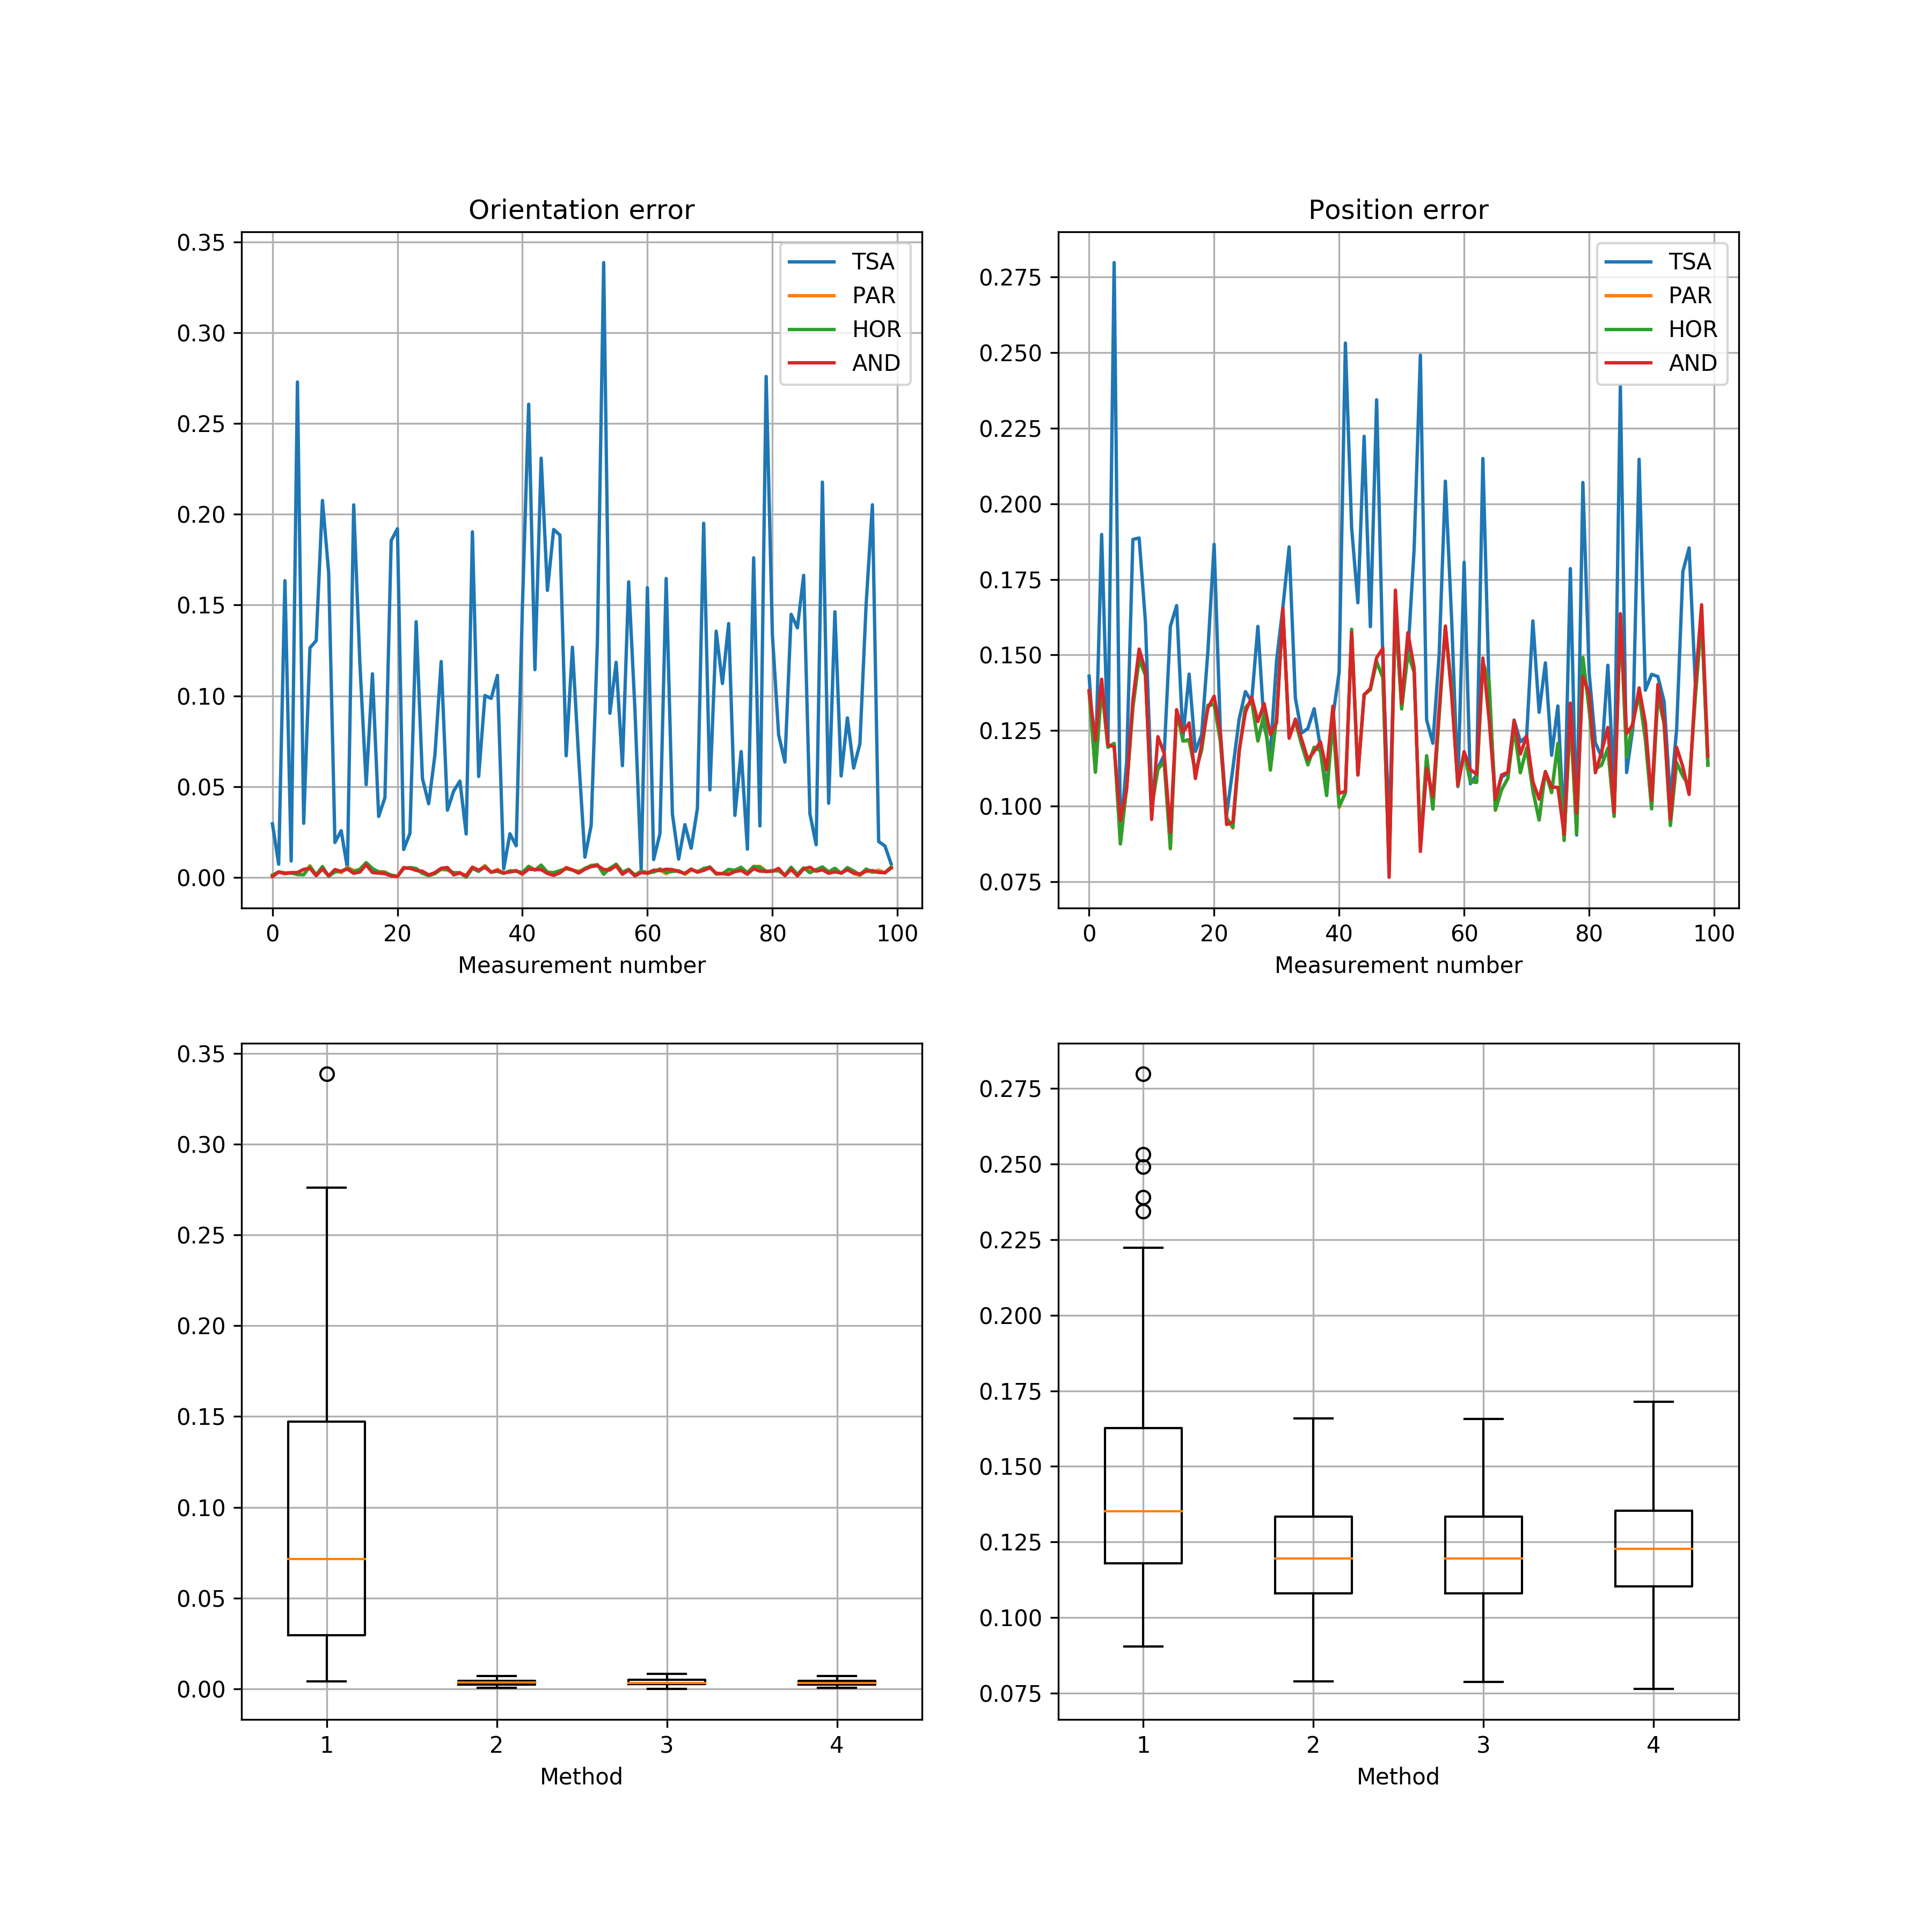 Orientation error
0.35
0.30
0.25
0.20
0.15
0.10
0.05
0.00
TSA
PAR
HOR
AND
0 20 40 60 80 100
Measurement number
Position error
0.275
0.250
0.225
0.200
0.175
0.150
0.125
0.100
0.075
TSA
PAR
HOR
AND
0 20 40 60 80 100
Measurement number
0.35
0.30
0.25
0.20
0.15
0.10
0.05
0.00
1 2 3 4
Method
0.275
0.250
0.225
0.200
0.175
0.150
0.125
0.100
0.075
1 2 3 4
Method